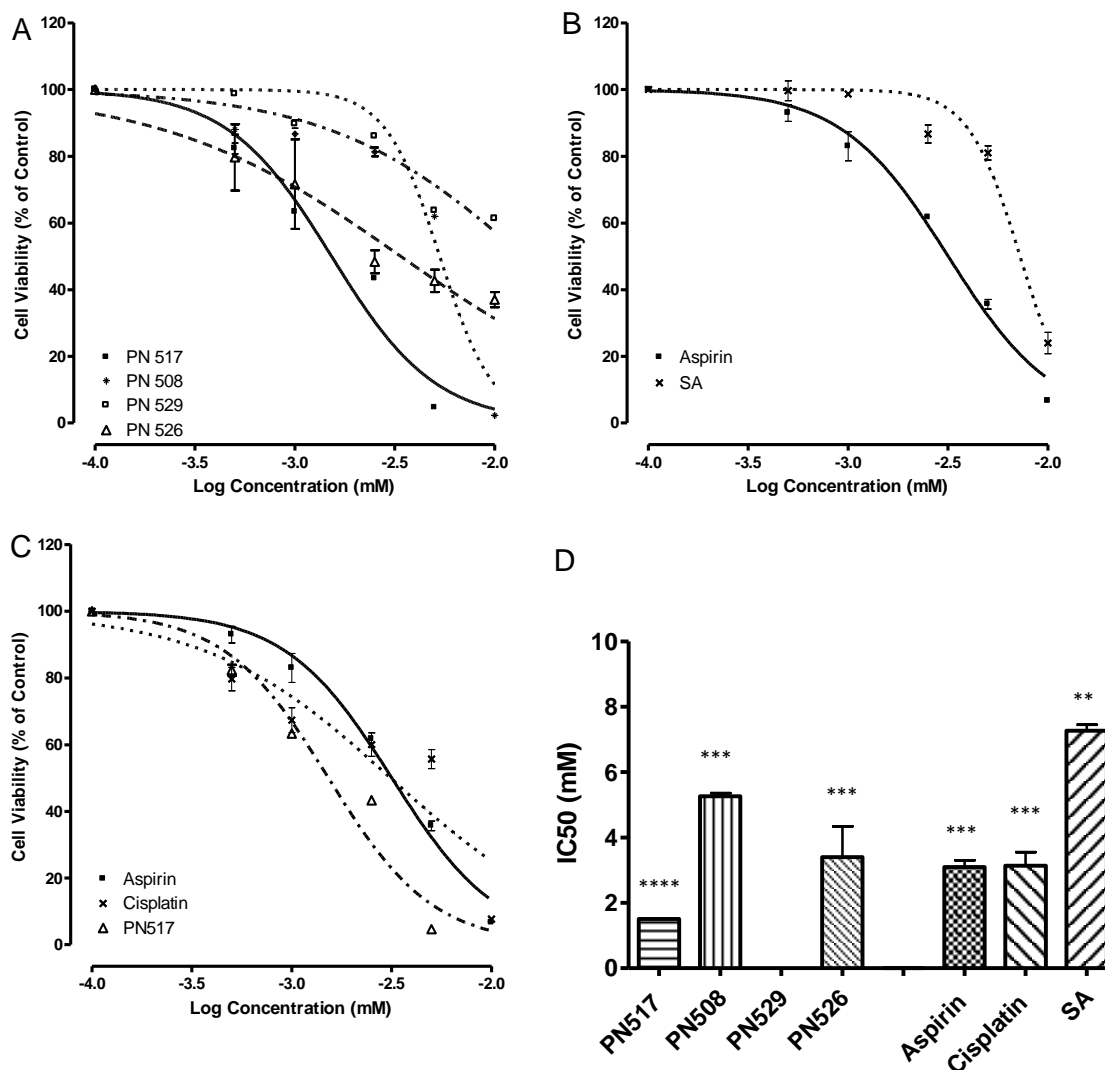 A
120
100
80
60
40
20
0
Cell Viability (% of Control)
PN 517
PN 508
PN 529
PN 526
-4.0
-3.5
-3.0
-2.5
-2.0
Log Concentration (mM)
B
120
100
80
60
40
20
0
Cell Viability (% of Control)
Aspirin
SA
-4.0
-3.5
-3.0
-2.5
-2.0
Log Concentration (mM)
C
120
100
80
60
40
20
0
Cell Viability (% of Control)
Aspirin
Cisplatin
PN517
-4.0
-3.5
-3.0
-2.5
-2.0
Log Concentration (mM)
D
10
8
6
4
2
0
IC50 (mM)
****
***
***
***
***
**
PN517
PN508
PN529
PN526
Aspirin
Cisplatin
SA